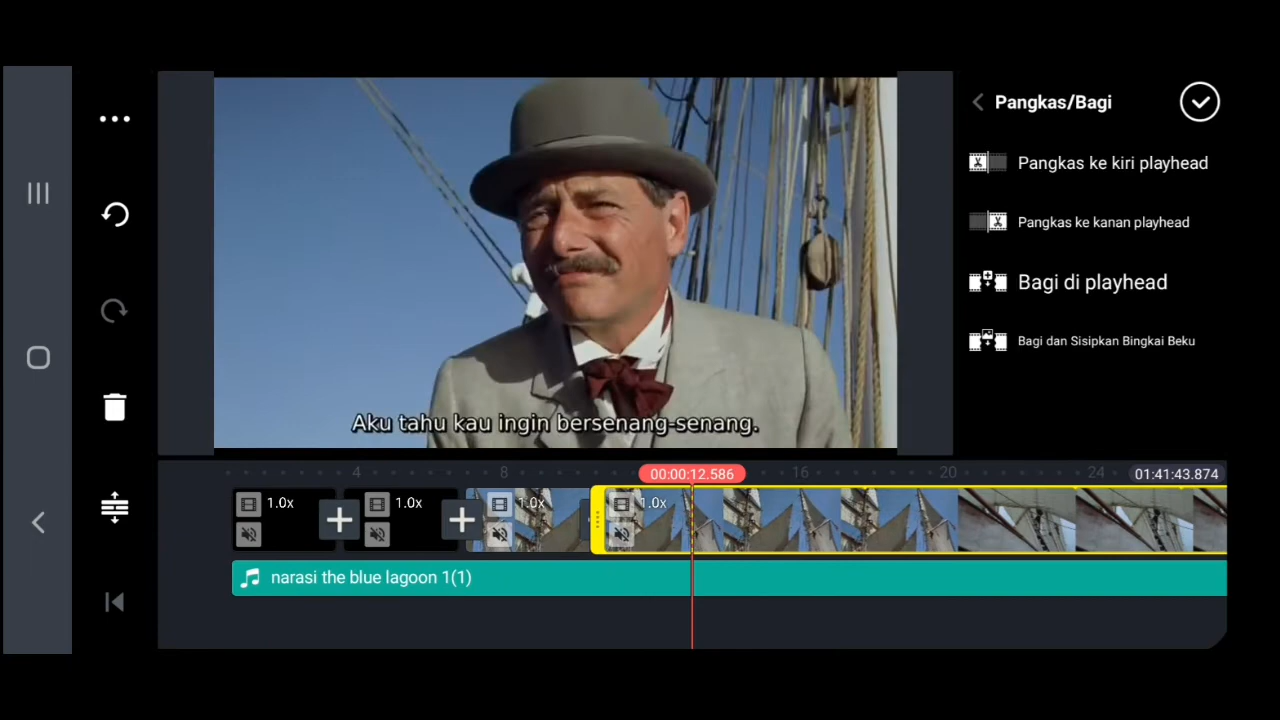 Pangkas/Bagi
Pangkas ke kiri playhead
Pangkas ke kanan playhead
Bagi di playhead
Bagi dan Sisipkan Bingkai Beku
Aku tahu kau ingin bersenang-senang.
4 8 00:00:12.586 16 20 24 01:41:43.874
1.0x 1.0x 1.0x 1.0x
narasi the blue lagoon 1(1)